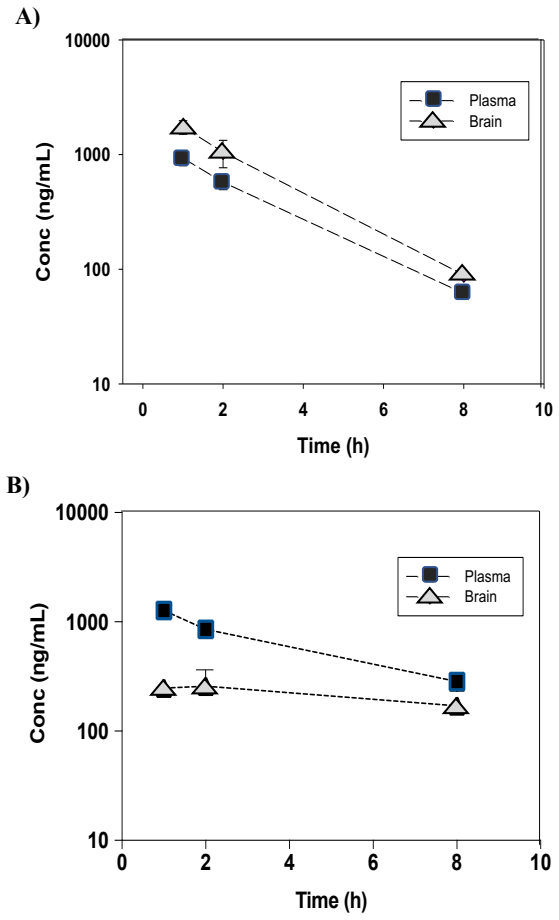 A)
10000
1000
100
10
Conc (ng/mL)
Plasma
Brain
0 2 4 6 8 10
Time (h)
B)
10000
1000
100
10
Conc (ng/mL)
Plasma
Brain
0 2 4 6 8 10
Time (h)